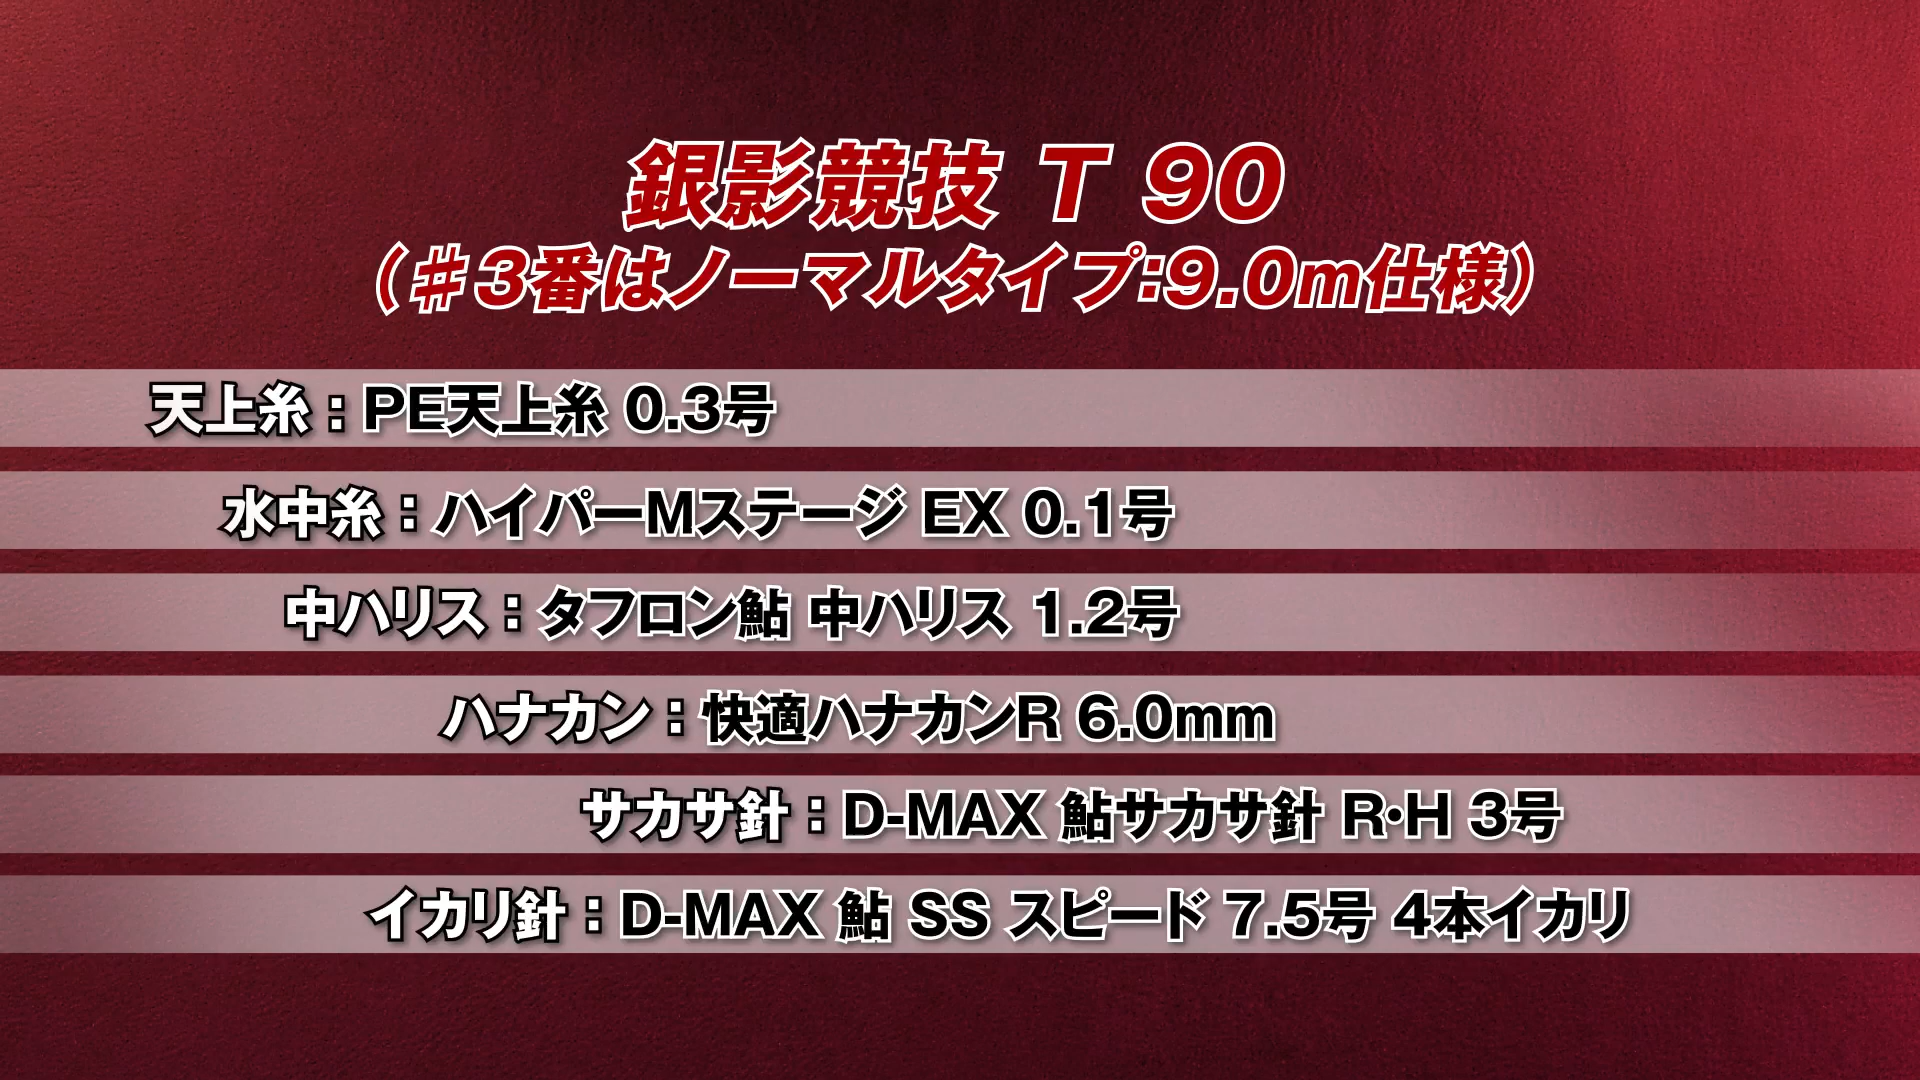 銀影競技 T 90
（♯3番はノーマルタイプ：9.0m仕様）
天上糸：PE天上糸 0.3号
水中糸：ハイパーMステージ EX 0.1号
中ハリス：タフロン鮎 中ハリス 1.2号
ハナカン：快適ハナカンR 6.0mm
サカサ針：D-MAX 鮎サカサ針 R・H 3号
イカリ針：D-MAX 鮎 SS スピード 7.5号 4本イカリ